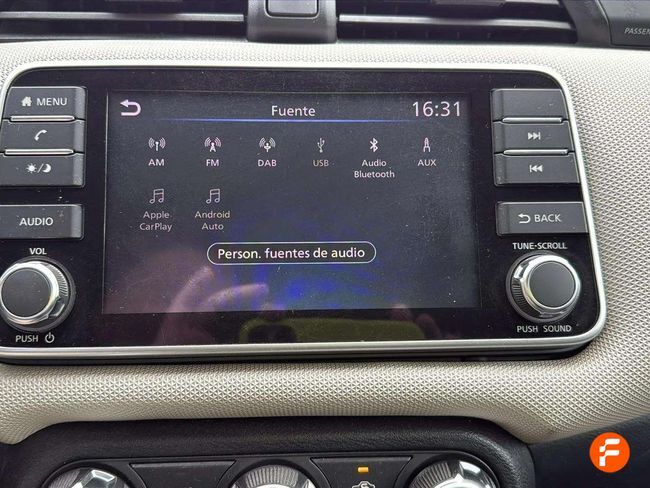 PASSEN
MENU
AUDIO
VOL
PUSH
Fuente 16:31
AM FM DAB USB Audio Bluetooth AUX
Apple CarPlay Android Auto
Person. fuentes de audio
BACK
TUNE-SCROLL
PUSH SOUND
F